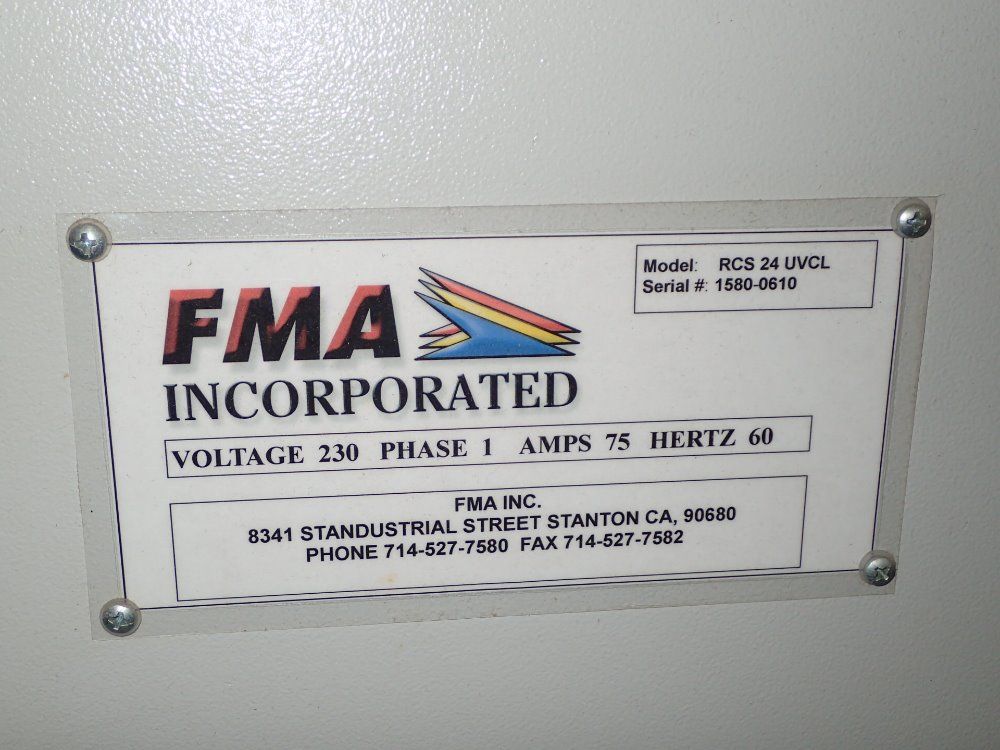 Model: RCS 24 UVCL
Serial #: 1580-0610
FMA
INCORPORATED
VOLTAGE 230 PHASE 1 AMPS 75 HERTZ 60
FMA INC.
8341 STANDUSTRIAL STREET STANTON CA, 90680
PHONE 714-527-7580 FAX 714-527-7582